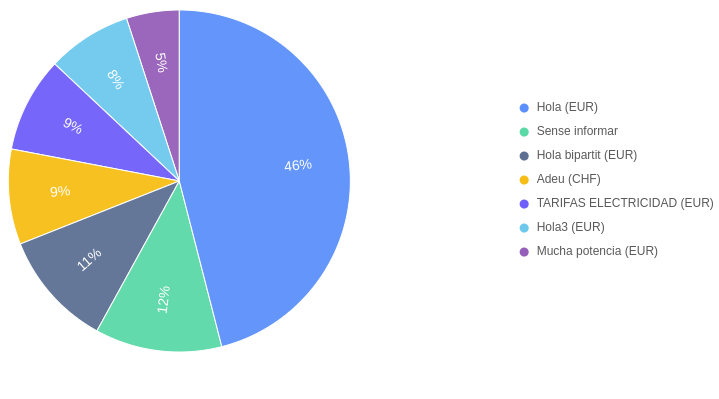 46%
12%
11%
9%
9%
8%
5%
Hola (EUR)
Sense informar
Hola bipartit (EUR)
Adeu (CHF)
TARIFAS ELECTRICIDAD (EUR)
Hola3 (EUR)
Mucha potencia (EUR)